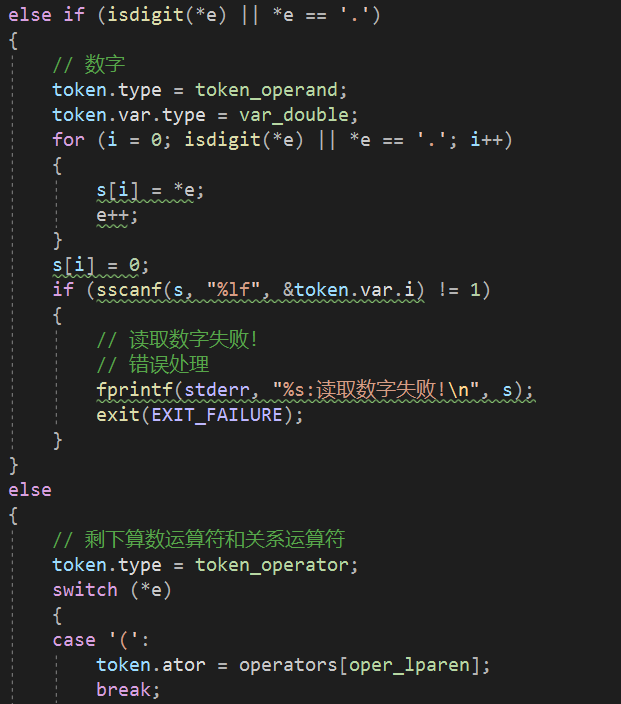 else if (isdigit(*e) || *e == '.')
{
// 数字
token.type = token_operand;
token.var.type = var_double;
for (i = 0; isdigit(*e) || *e == '.'; i++)
{
s[i] = *e;
e++;
}
s[i] = 0;
if (sscanf(s, "%lf", &token.var.i) != 1)
{
// 读取数字失败!
// 错误处理
fprintf(stderr, "%s:读取数字失败!\n", s);
exit(EXIT_FAILURE);
}
}
else
{
// 剩下算数运算符和关系运算符
token.type = token_operator;
switch (*e)
{
case '(':
token.ator = operators[oper_lparen];
break;